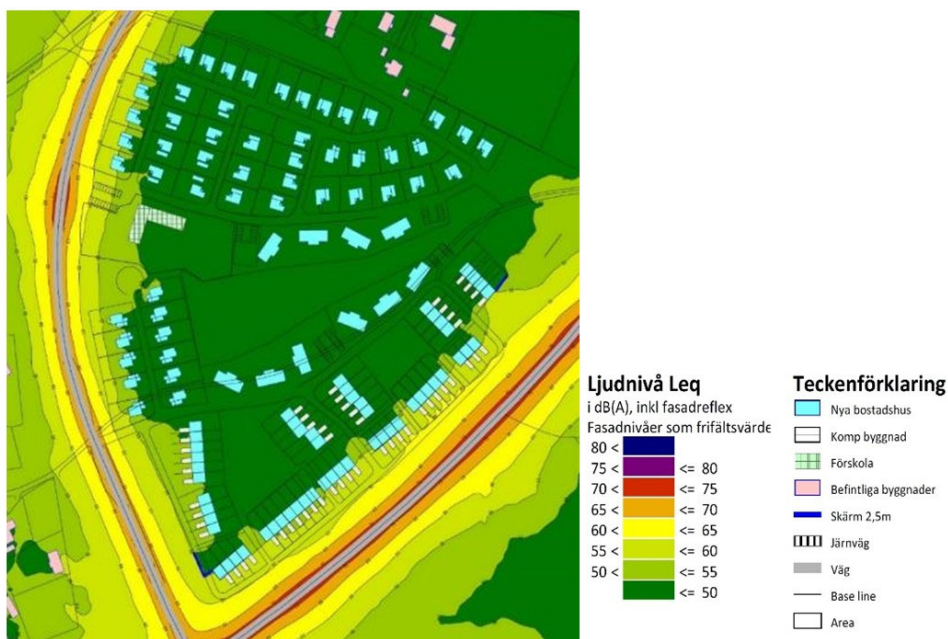 Ljudnivå Leq
i dB(A), inkl fasadreflex
Fasadnivåer som frifältsvärde
80 <
75 < <= 80
70 < <= 75
65 < <= 70
60 < <= 65
55 < <= 60
50 < <= 55
<= 50
Teckenförklaring
Nya bostadshus
Komp byggnad
Förskola
Befintliga byggnader
Skärm 2,5m
Järnväg
Väg
Base line
Area